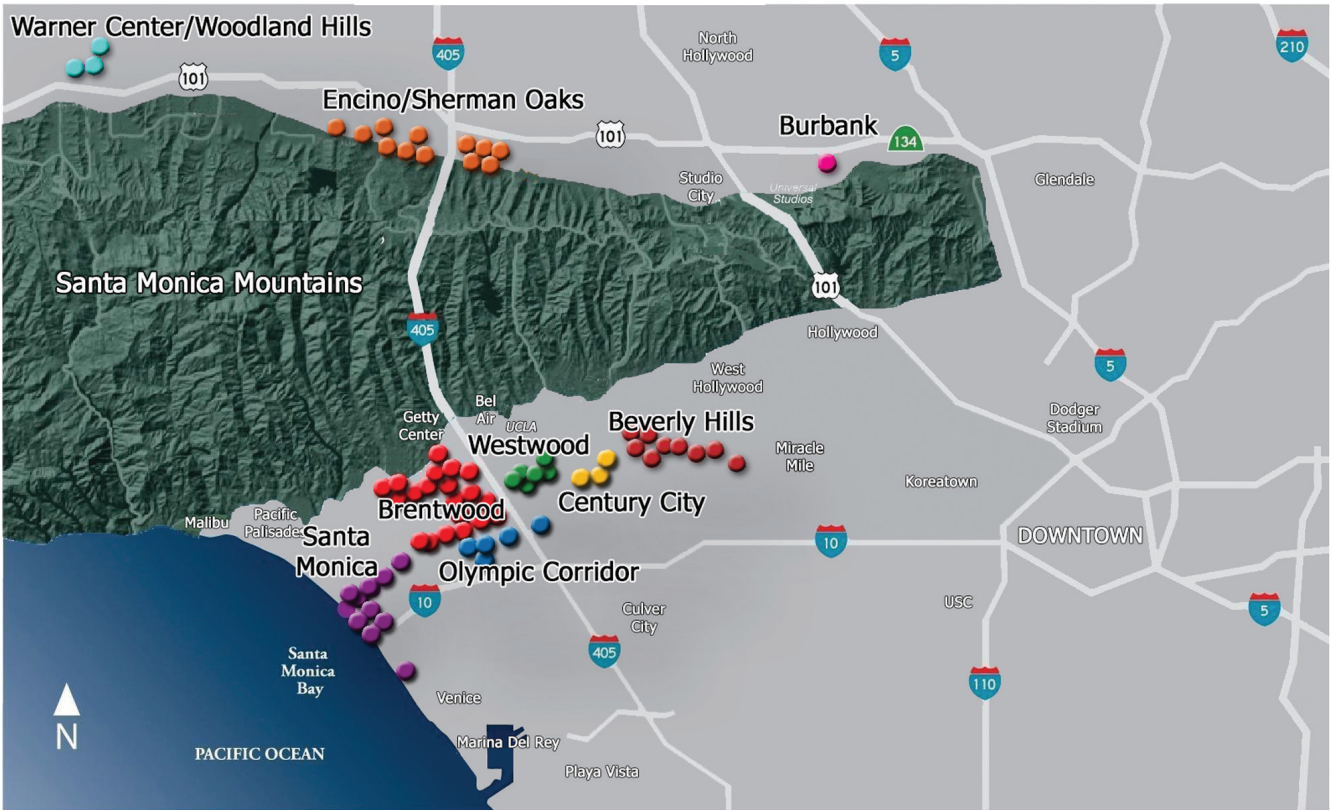 Warner Center/Woodland Hills
405
North
Hollywood
5
210
101
Encino/Sherman Oaks
101
Burbank
134
Studio
City
Universal
Studios
Glendale
Santa Monica Mountains
101
405
Hollywood
5
West
Hollywood
Bel
Air
Getty
Center
UCLA
Beverly Hills
Dodger
Stadium
Westwood
Miracle
Mile
Koreatown
Century City
Brentwood
Malibu
Pacific
Palisades
Santa
Monica
10
DOWNTOWN
Olympic Corridor
10
USC
5
Culver
City
405
Santa
Monica
Bay
110
Venice
N
PACIFIC OCEAN
Marina Del Rey
Playa Vista